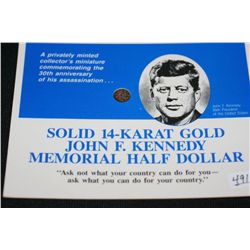 A privately minted
collector's miniature
commemorating the
30th anniversary
of his assassination...
John F. Kennedy
35th President
of the United States
SOLID 14-KARAT GOLD
JOHN F. KENNEDY
MEMORIAL HALF DOLLAR
"Ask not what your country can do for you—
ask what you can do for your country."
491